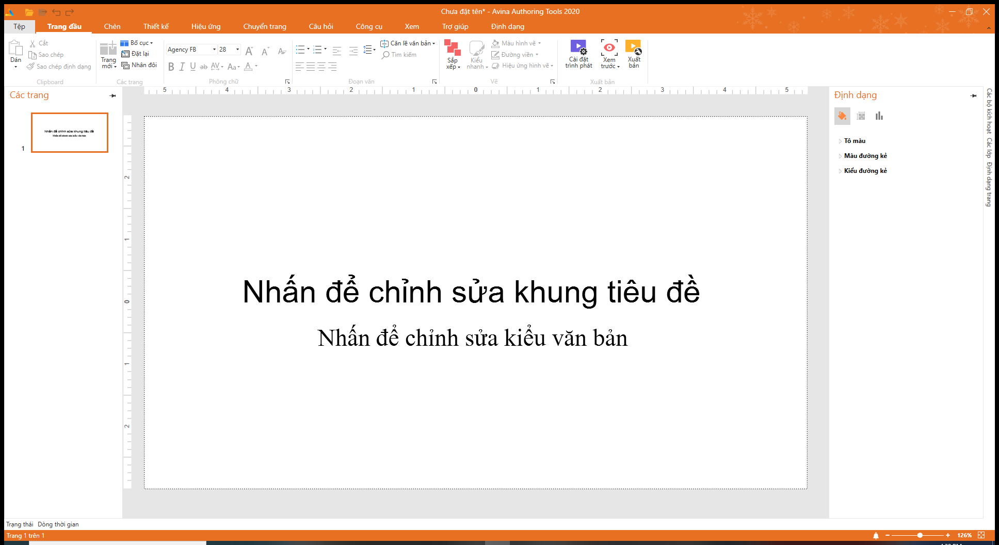 Chưa đặt tên* - Avina Authoring Tools 2020
Tệp Trang đầu Chèn Thiết kế Hiệu ứng Chuyển trang Câu hỏi Công cụ Xem Trợ giúp Định dạng
Dán
Cắt
Sao chép
Sao chép định dạng
Clipboard
Trang mới
Bố cục
Đặt lại
Nhân đôi
Các trang
Agency FB 28
B I U ab AV Aa A
Phông chữ
Căn lề văn bản
Tìm kiếm
Đoạn văn
Sắp xếp
Kiểu nhanh
Màu hình vẽ
Đường viền
Hiệu ứng hình vẽ
Vẽ
Cài đặt trình phát
Xem trước
Xuất bản
Xuất bản
Các trang
1
Nhấn để chỉnh sửa khung tiêu đề
Nhấn để chỉnh sửa kiểu văn bản
5 4 3 2 1 0 1 2 3 4 5
2
1
0
1
2
Nhấn để chỉnh sửa khung tiêu đề
Nhấn để chỉnh sửa kiểu văn bản
Định dạng
Tô màu
Màu đường kẻ
Kiểu đường kẻ
Các bộ kích hoạt Các lớp Định dạng trang
Trạng thái Dòng thời gian
Trang 1 trên 1
126%